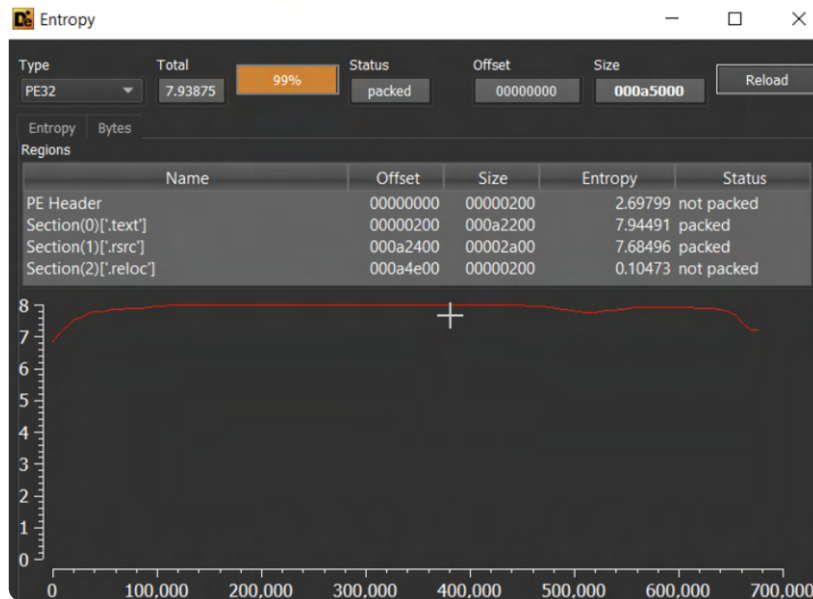 De Entropy
Type Total Status Offset Size
PE32 7.93875 99% packed 00000000 000a5000 Reload
Entropy Bytes
Regions
Name Offset Size Entropy Status
PE Header 00000000 00000200 2.69799 not packed
Section(0)['.text'] 00000200 000a2200 7.94491 packed
Section(1)['.rsrc'] 000a2400 00002a00 7.68496 packed
Section(2)['.reloc'] 000a4e00 00000200 0.10473 not packed
8
7
6
5
4
3
2
1
0
0 100,000 200,000 300,000 400,000 500,000 600,000 700,000